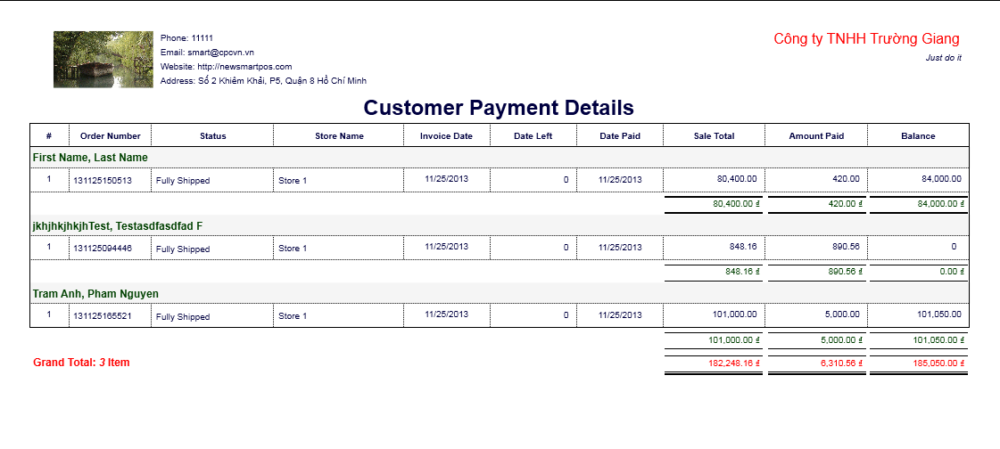 Phone: 11111
Email: smart@cpcvn.vn
Website: http://newsmartpos.com
Address: Số 2 Khiêm Khải, P5, Quận 8 Hồ Chí Minh
Công ty TNHH Trường Giang
Just do it
Customer Payment Details
# Order Number Status Store Name Invoice Date Date Left Date Paid Sale Total Amount Paid Balance
First Name, Last Name
1 131125150513 Fully Shipped Store 1 11/25/2013 0 11/25/2013 80,400.00 420.00 84,000.00
80,400.00 ₫ 420.00 ₫ 84,000.00 ₫
jkhjhkjhkjhTest, Testasdfasdfad F
1 131125094446 Fully Shipped Store 1 11/25/2013 0 11/25/2013 848.16 890.56 0
848.16 ₫ 890.56 ₫ 0.00 ₫
Tram Anh, Pham Nguyen
1 131125165521 Fully Shipped Store 1 11/25/2013 0 11/25/2013 101,000.00 5,000.00 101,050.00
101,000.00 ₫ 5,000.00 ₫ 101,050.00 ₫
Grand Total: 3 Item 182,248.16 ₫ 6,310.56 ₫ 185,050.00 ₫